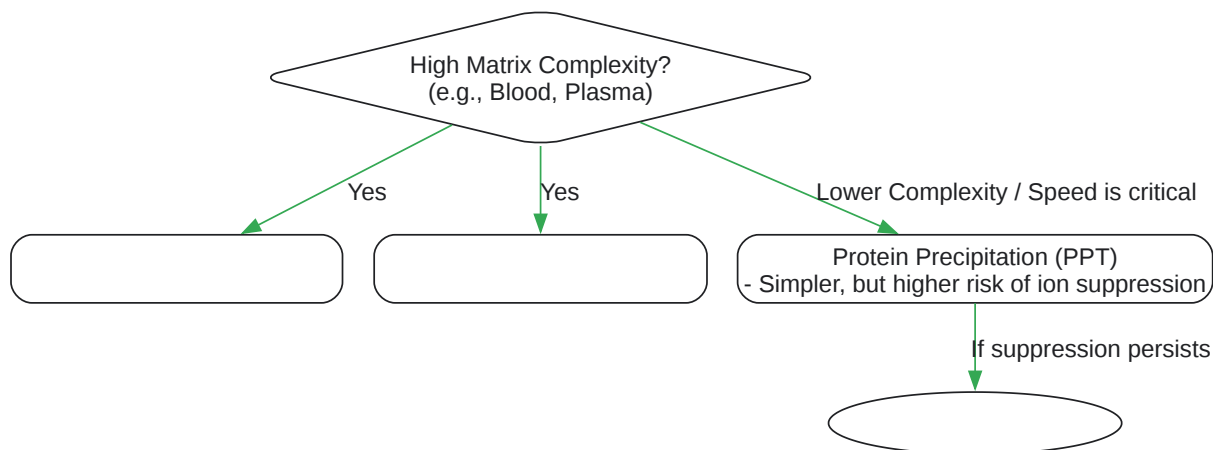 High Matrix Complexity?
(e.g., Blood, Plasma)
Yes
Yes
Lower Complexity / Speed is critical
Protein Precipitation (PPT)
- Simpler, but higher risk of ion suppression
If suppression persists